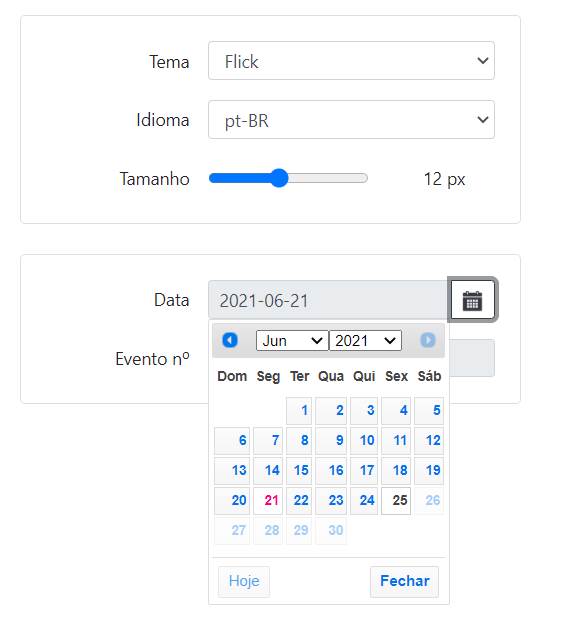 Tema Flick
Idioma pt-BR
Tamanho 12 px
Data 2021-06-21
Evento nº
Jun 2021
Dom Seg Ter Qua Qui Sex Sáb
1 2 3 4 5
6 7 8 9 10 11 12
13 14 15 16 17 18 19
20 21 22 23 24 25 26
27 28 29 30
Hoje Fechar